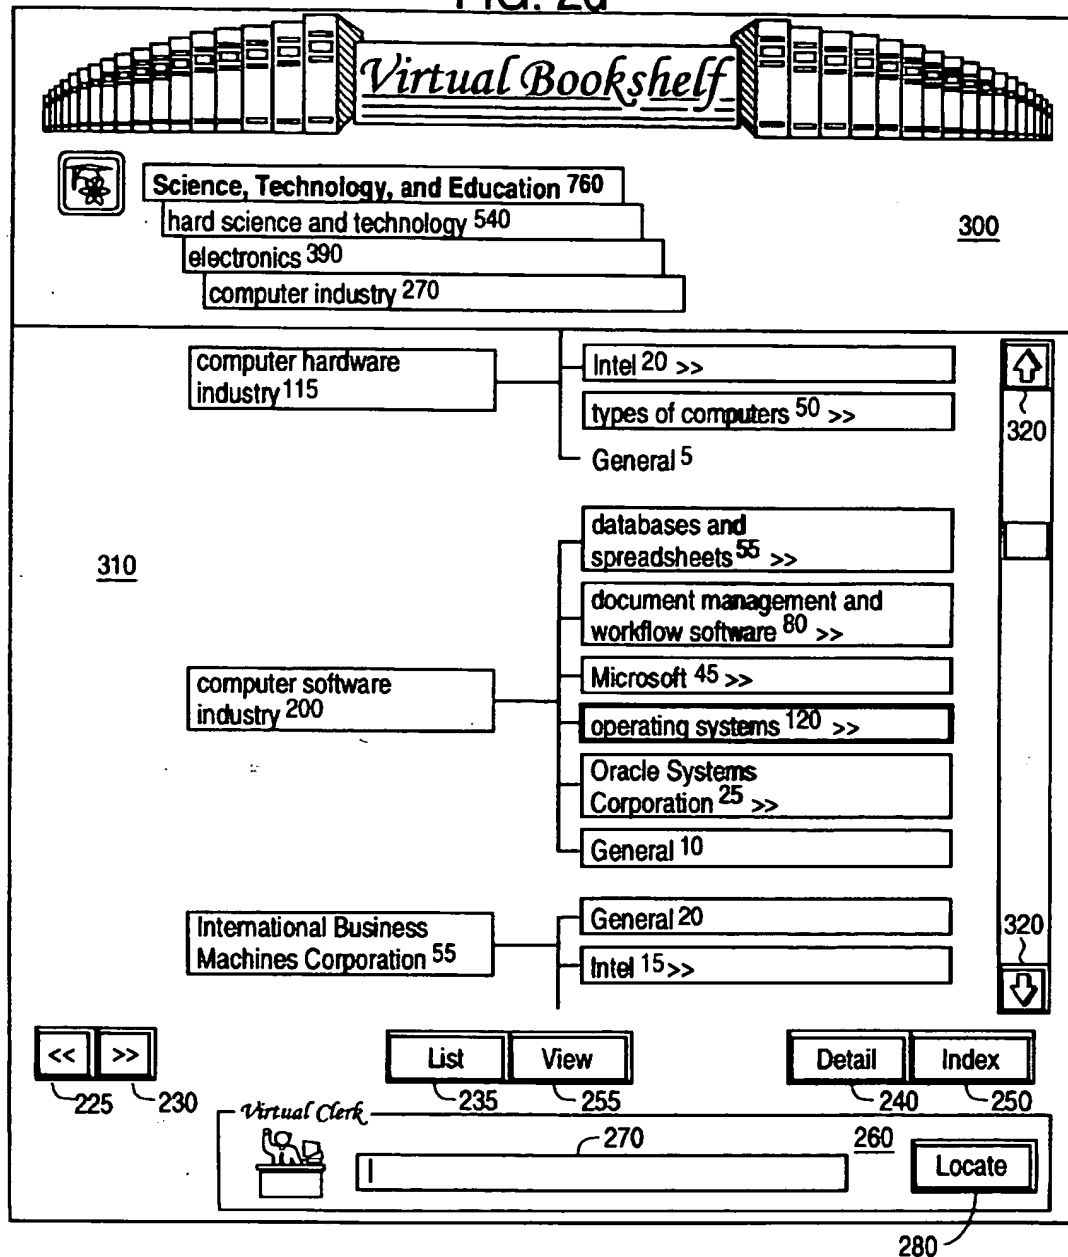 Virtual Bookshelf
Science, Technology, and Education 760
hard science and technology 540
electronics 390
computer industry 270
300
computer hardware
industry 115
Intel 20 >>
types of computers 50 >>
General 5
320
310
databases and
spreadsheets 55 >>
document management and
workflow software 80 >>
computer software
industry 200
Microsoft 45 >>
operating systems 120 >>
Oracle Systems
Corporation 25 >>
General 10
International Business
Machines Corporation 55
General 20
Intel 15 >>
320
<< >>
List View
Detail Index
225 230
235 255
240 250
Virtual Clerk
270
260
Locate
280